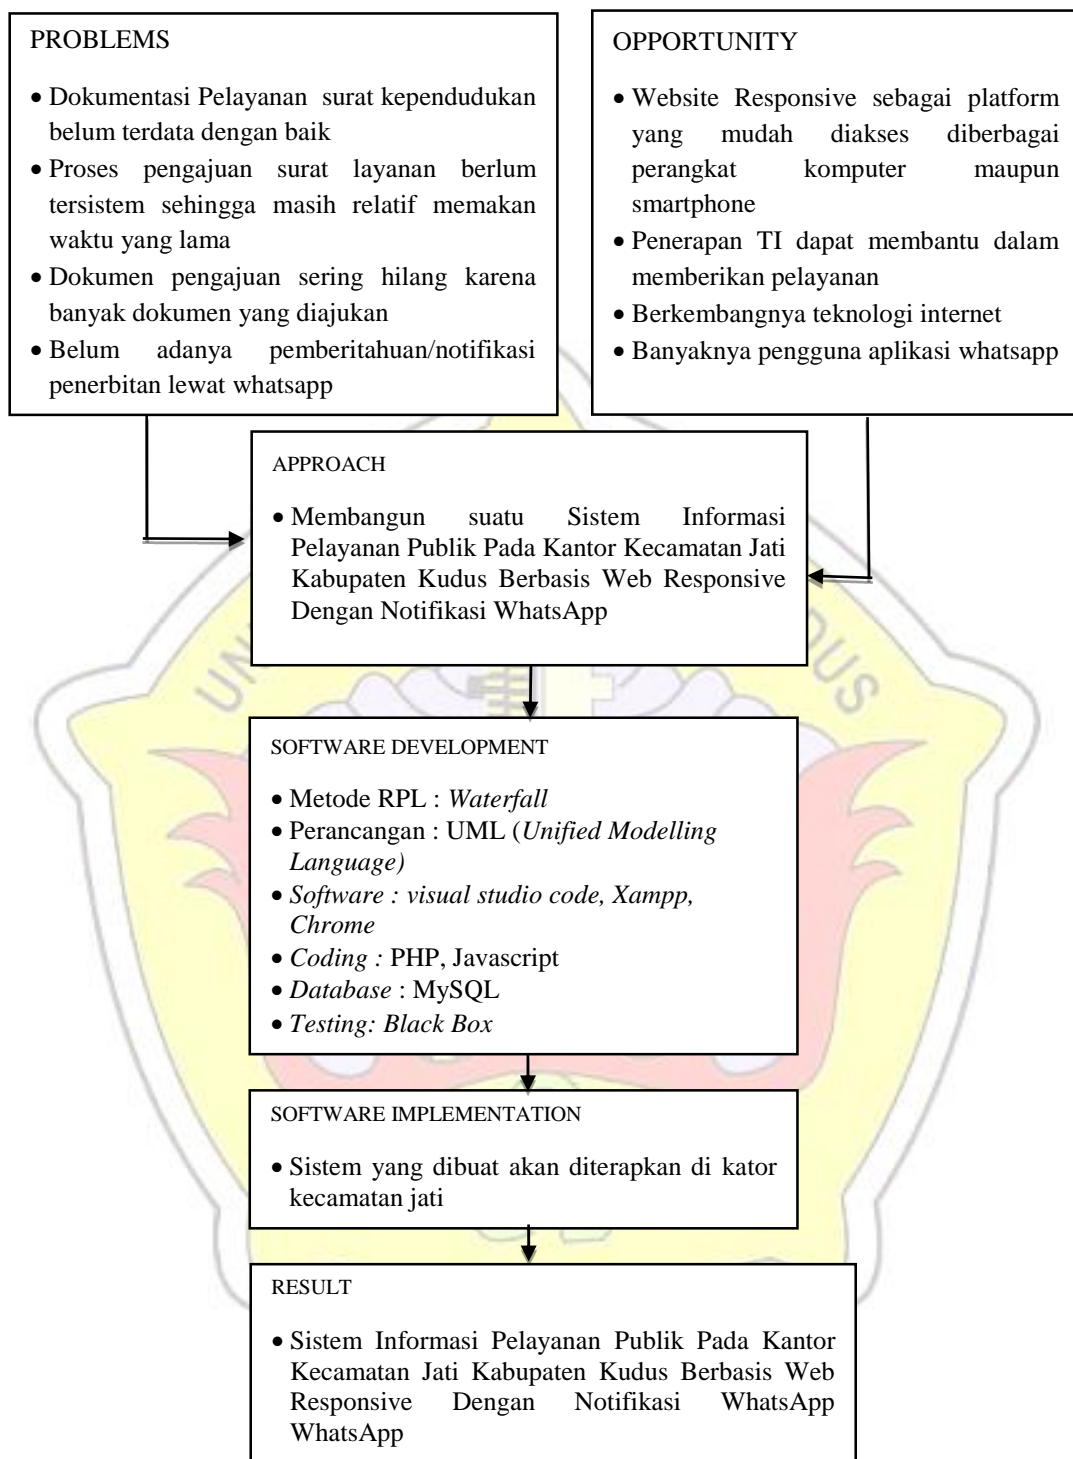 PROBLEMS
• Dokumentasi Pelayanan surat kependudukan
belum terdata dengan baik
• Proses pengajuan surat layanan berlum
tersistem sehingga masih relatif memakan
waktu yang lama
• Dokumen pengajuan sering hilang karena
banyak dokumen yang diajukan
• Belum adanya pemberitahuan/notifikasi
penerbitan lewat whatsapp
OPPORTUNITY
• Website Responsive sebagai platform
yang mudah diakses diberbagai
perangkat komputer maupun
smartphone
• Penerapan TI dapat membantu dalam
memberikan pelayanan
• Berkembangnya teknologi internet
• Banyaknya pengguna aplikasi whatsapp
APPROACH
• Membangun suatu Sistem Informasi
Pelayanan Publik Pada Kantor Kecamatan Jati
Kabupaten Kudus Berbasis Web Responsive
Dengan Notifikasi WhatsApp
SOFTWARE DEVELOPMENT
• Metode RPL : Waterfall
• Perancangan : UML (Unified Modelling
Language)
• Software : visual studio code, Xampp,
Chrome
• Coding : PHP, Javascript
• Database : MySQL
• Testing: Black Box
SOFTWARE IMPLEMENTATION
• Sistem yang dibuat akan diterapkan di kator
kecamatan jati
RESULT
• Sistem Informasi Pelayanan Publik Pada Kantor
Kecamatan Jati Kabupaten Kudus Berbasis Web
Responsive Dengan Notifikasi WhatsApp
WhatsApp